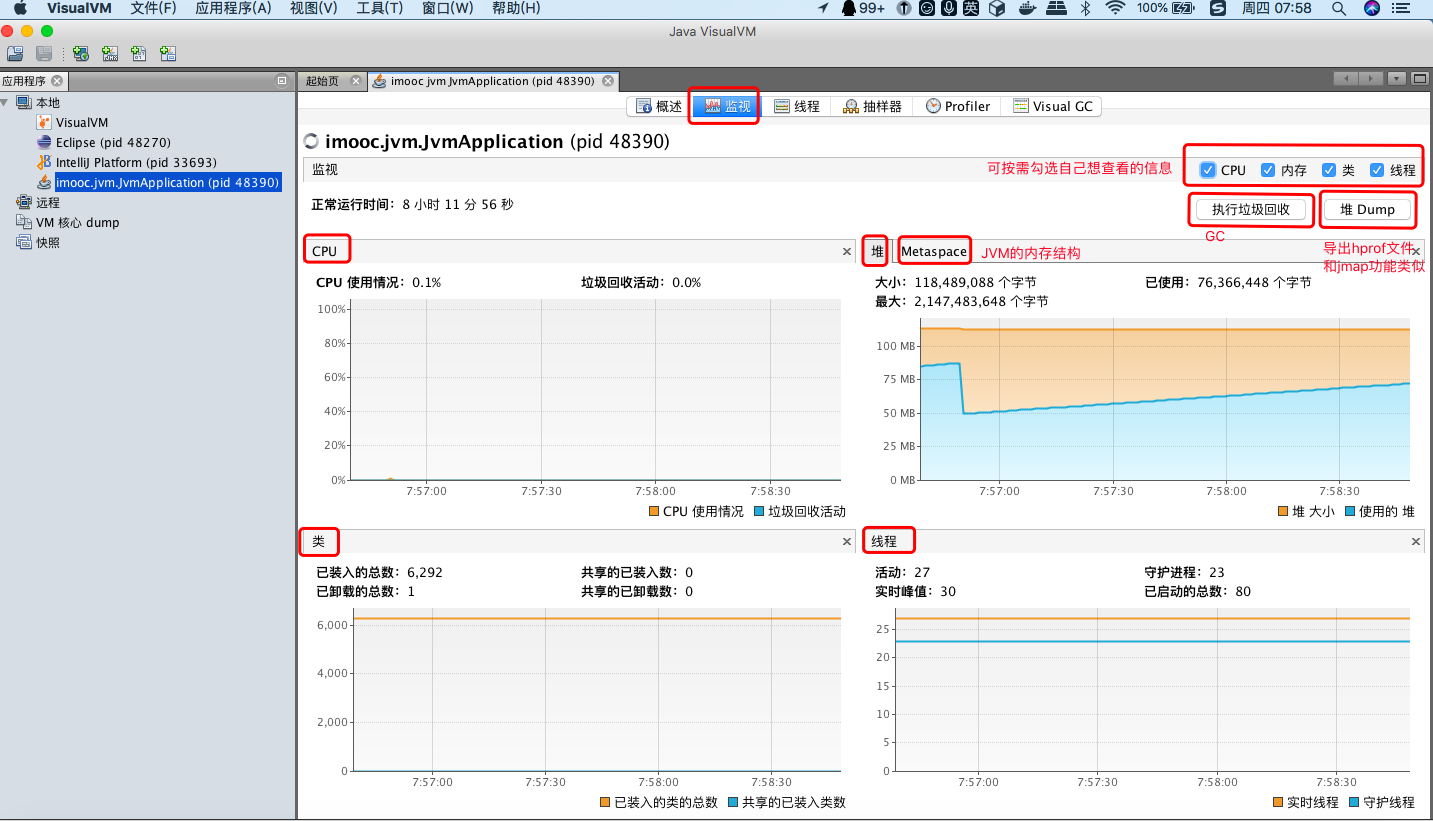 VisualVM 文件(F) 应用程序(A) 视图(V) 工具(T) 窗口(W) 帮助(H) 99+ 英 100% 周四 07:58
Java VisualVM
应用程序 起始页 imooc jvm JvmApplication (pid 48390)
本地
VisualVM
Eclipse (pid 48270)
IntelliJ Platform (pid 33693)
imooc.jvm.JvmApplication (pid 48390)
远程
VM 核心 dump
快照
概述 监视 线程 抽样器 Profiler Visual GC
imooc.jvm.JvmApplication (pid 48390)
监视 可按需勾选自己想查看的信息 CPU 内存 类 线程
正常运行时间: 8 小时 11 分 56 秒 执行垃圾回收 堆 Dump
GC
导出hprof文件
和jmap功能类似
CPU
CPU 使用情况: 0.1% 垃圾回收活动: 0.0%
100%
80%
60%
40%
20%
0%
7:57:00 7:57:30 7:58:00 7:58:30
CPU 使用情况 垃圾回收活动
堆 Metaspace JVM的内存结构
大小: 118,489,088 个字节 已使用: 76,366,448 个字节
最大: 2,147,483,648 个字节
100 MB
75 MB
50 MB
25 MB
0 MB
7:57:00 7:57:30 7:58:00 7:58:30
堆 大小 使用的 堆
类
已装入的总数: 6,292 共享的已装入数: 0
已卸载的总数: 1 共享的已卸载数: 0
6,000
4,000
2,000
0
7:57:00 7:57:30 7:58:00 7:58:30
已装入的类的总数 共享的已装入类数
线程
活动: 27 守护进程: 23
实时峰值: 30 已启动的总数: 80
25
20
15
10
5
0
7:57:00 7:57:30 7:58:00 7:58:30
实时线程 守护线程